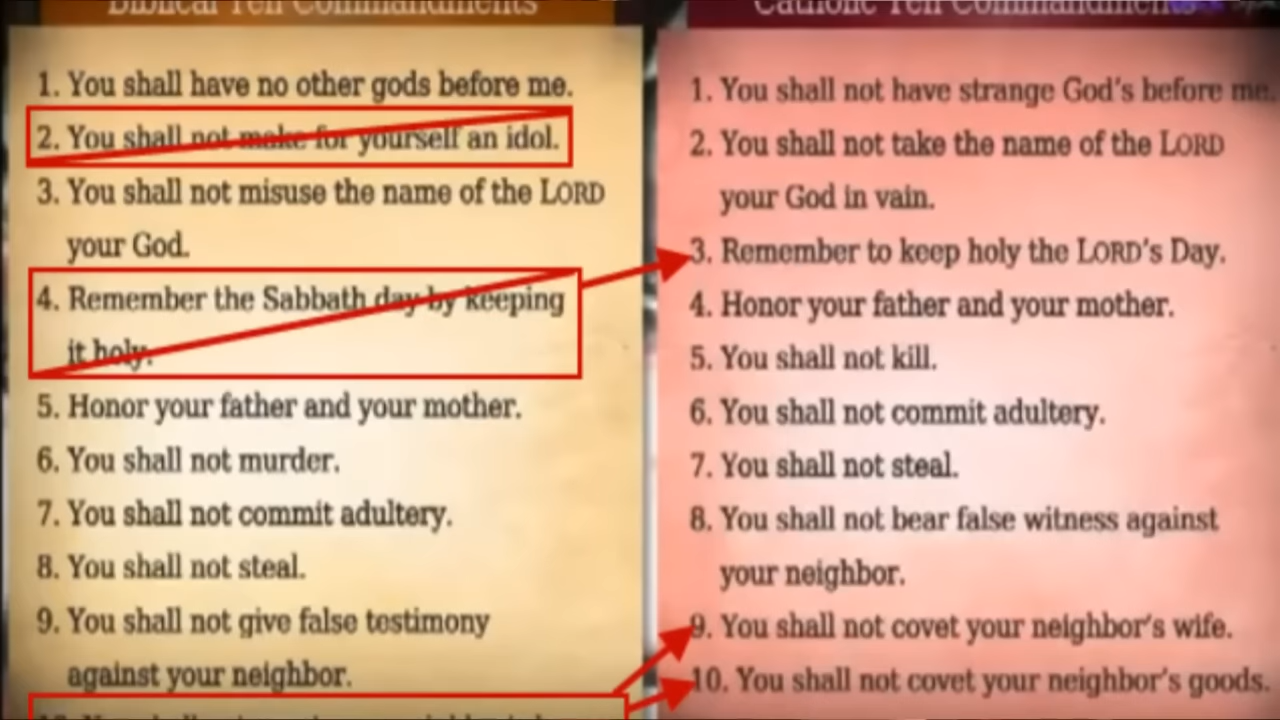 Biblical Ten Commandments
1. You shall have no other gods before me.
2. You shall not make for yourself an idol.
3. You shall not misuse the name of the LORD
your God.
4. Remember the Sabbath day by keeping
it holy.
5. Honor your father and your mother.
6. You shall not murder.
7. You shall not commit adultery.
8. You shall not steal.
9. You shall not give false testimony
against your neighbor.
Catholic Ten Commandments
1. You shall not have strange God's before me.
2. You shall not take the name of the LORD
your God in vain.
3. Remember to keep holy the LORD's Day.
4. Honor your father and your mother.
5. You shall not kill.
6. You shall not commit adultery.
7. You shall not steal.
8. You shall not bear false witness against
your neighbor.
9. You shall not covet your neighbor's wife.
10. You shall not covet your neighbor's goods.